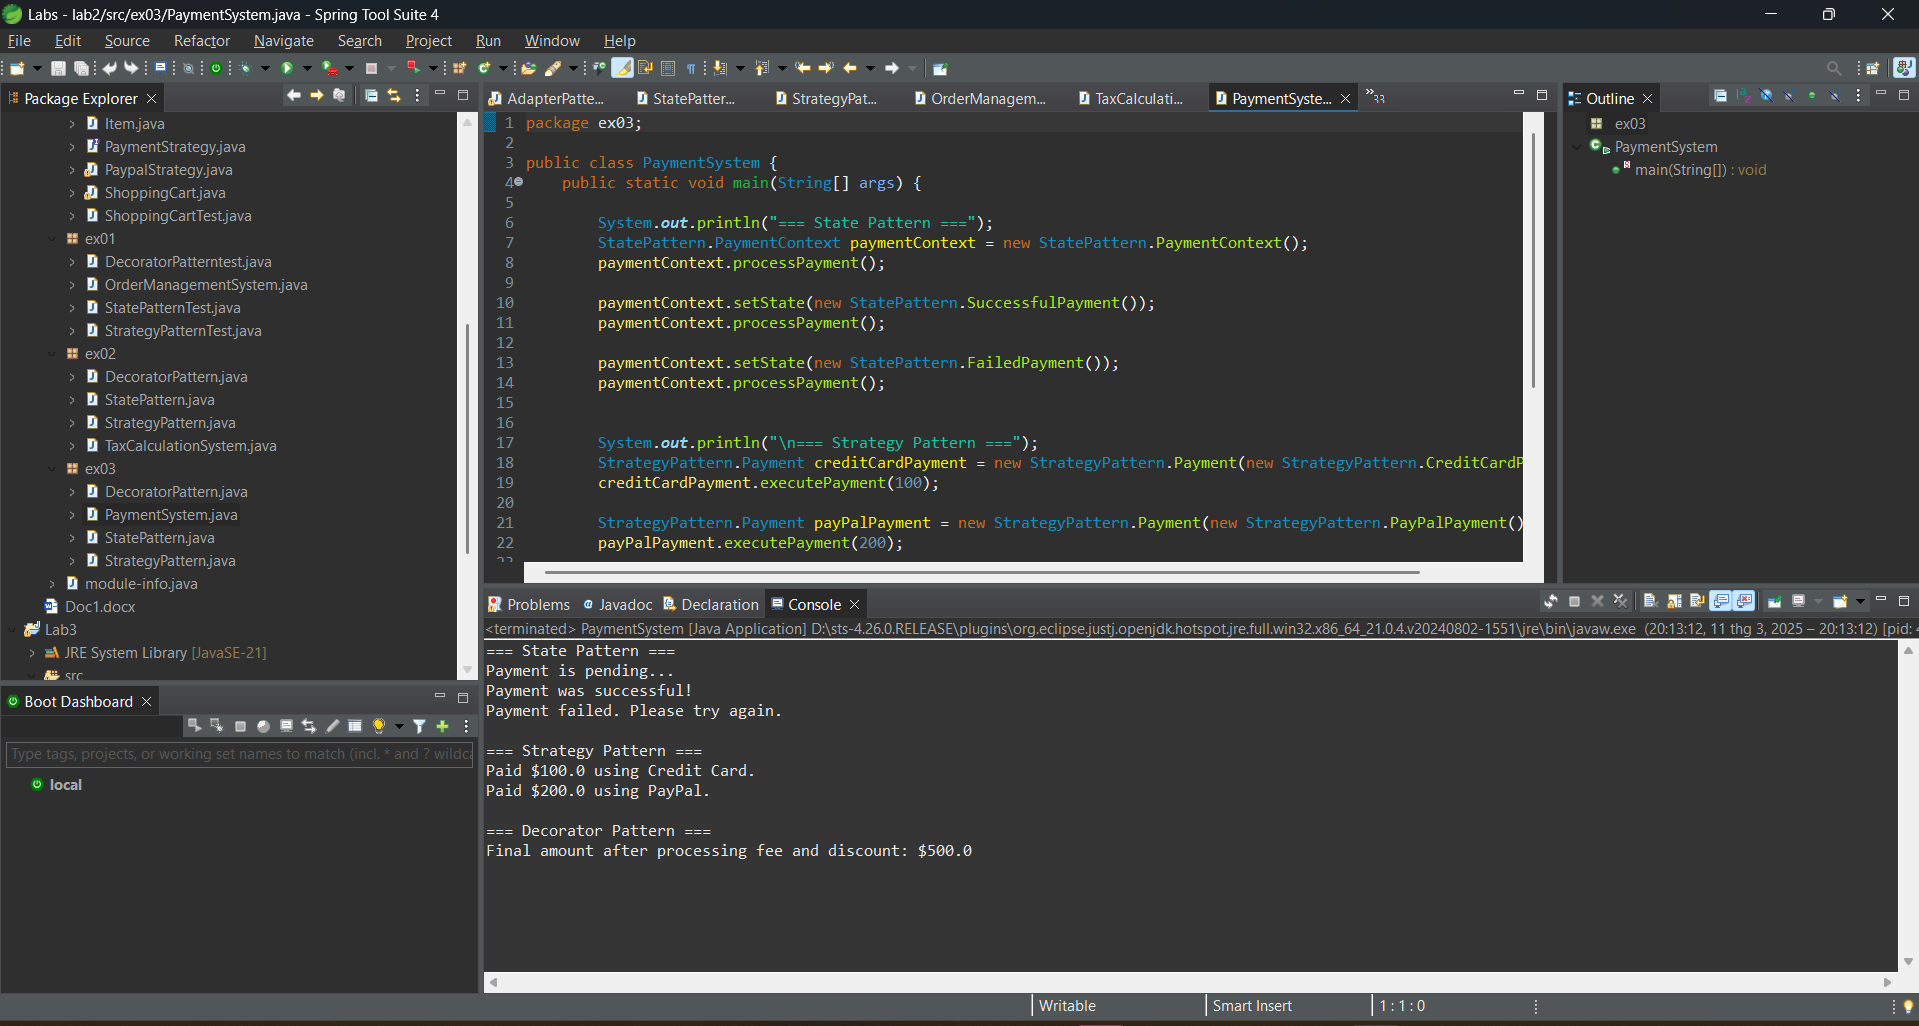 Labs - lab2/src/ex03/PaymentSystem.java - Spring Tool Suite 4
File Edit Source Refactor Navigate Search Project Run Window Help
Package Explorer
Item.java
PaymentStrategy.java
PaypalStrategy.java
ShoppingCart.java
ShoppingCartTest.java
ex01
DecoratorPatterntest.java
OrderManagementSystem.java
StatePatternTest.java
StrategyPatternTest.java
ex02
DecoratorPattern.java
StatePattern.java
StrategyPattern.java
TaxCalculationSystem.java
ex03
DecoratorPattern.java
PaymentSystem.java
StatePattern.java
StrategyPattern.java
module-info.java
Doc1.docx
Lab3
JRE System Library [JavaSE-21]
src
Boot Dashboard
Type tags, projects, or working set names to match (incl. * and ? wildca
local
AdapterPatte... StatePatter... StrategyPat... OrderManagem... TaxCalculati... PaymentSyste... »33
1 package ex03;
2
3 public class PaymentSystem {
4 public static void main(String[] args) {
5
6 System.out.println("=== State Pattern ===");
7 StatePattern.PaymentContext paymentContext = new StatePattern.PaymentContext();
8 paymentContext.processPayment();
9
10 paymentContext.setState(new StatePattern.SuccessfulPayment());
11 paymentContext.processPayment();
12
13 paymentContext.setState(new StatePattern.FailedPayment());
14 paymentContext.processPayment();
15
16
17 System.out.println("\n=== Strategy Pattern ===");
18 StrategyPattern.Payment creditCardPayment = new StrategyPattern.Payment(new StrategyPattern.CreditCardP
19 creditCardPayment.executePayment(100);
20
21 StrategyPattern.Payment payPalPayment = new StrategyPattern.Payment(new StrategyPattern.PayPalPayment()
22 payPalPayment.executePayment(200);
Outline
ex03
PaymentSystem
main(String[]) : void
Problems Javadoc Declaration Console
<terminated> PaymentSystem [Java Application] D:\sts-4.26.0.RELEASE\plugins\org.eclipse.justj.openjdk.hotspot.jre.full.win32.x86_64_21.0.4.v20240802-1551\jre\bin\javaw.exe (20:13:12, 11 thg 3, 2025 – 20:13:12) [pid:
=== State Pattern ===
Payment is pending...
Payment was successful!
Payment failed. Please try again.
=== Strategy Pattern ===
Paid $100.0 using Credit Card.
Paid $200.0 using PayPal.
=== Decorator Pattern ===
Final amount after processing fee and discount: $500.0
Writable Smart Insert 1 : 1 : 0